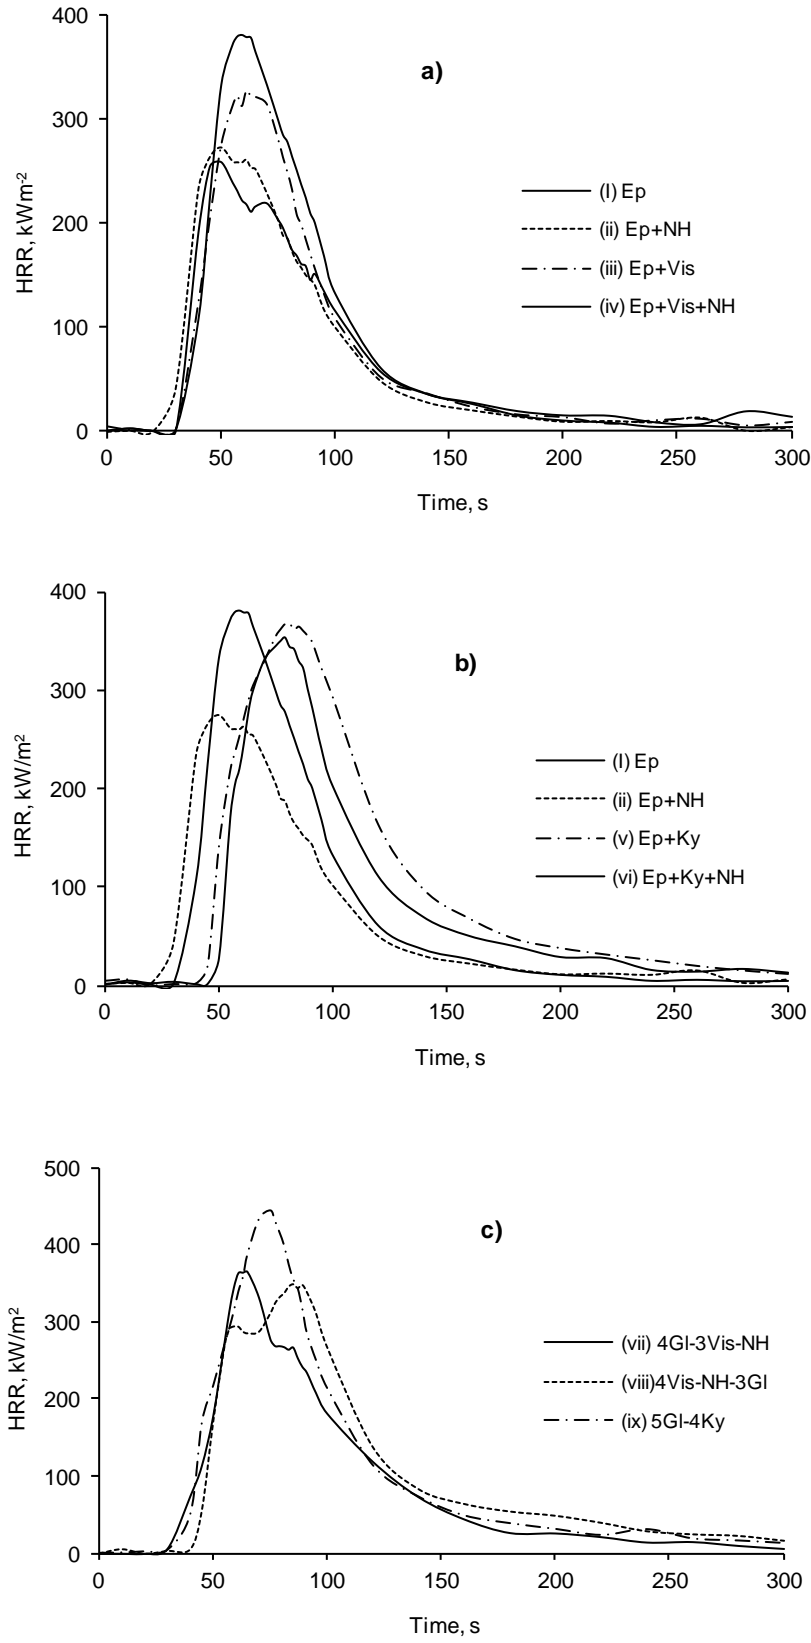 400
a)
300
HRR, kWm-2
(I) Ep
200
(ii) Ep+NH
(iii) Ep+Vis
(iv) Ep+Vis+NH
100
0
0 50 100 150 200 250 300
Time, s
400
b)
300
HRR, kW/m2
(I) Ep
200
(ii) Ep+NH
(v) Ep+Ky
(vi) Ep+Ky+NH
100
0
0 50 100 150 200 250 300
Time, s
500
c)
400
300
HRR, kW/m2
(vii) 4Gl-3Vis-NH
(viii)4Vis-NH-3Gl
200
(ix) 5Gl-4Ky
100
0
0 50 100 150 200 250 300
Time, s